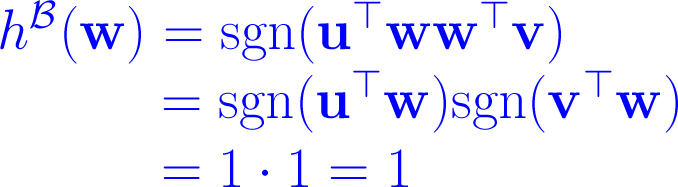 h^ℬ(𝐰) = sgn(𝐮^⊤𝐰𝐰^⊤𝐯)
= sgn(𝐮^⊤𝐰)sgn(𝐯^⊤𝐰)
= 1 · 1 = 1